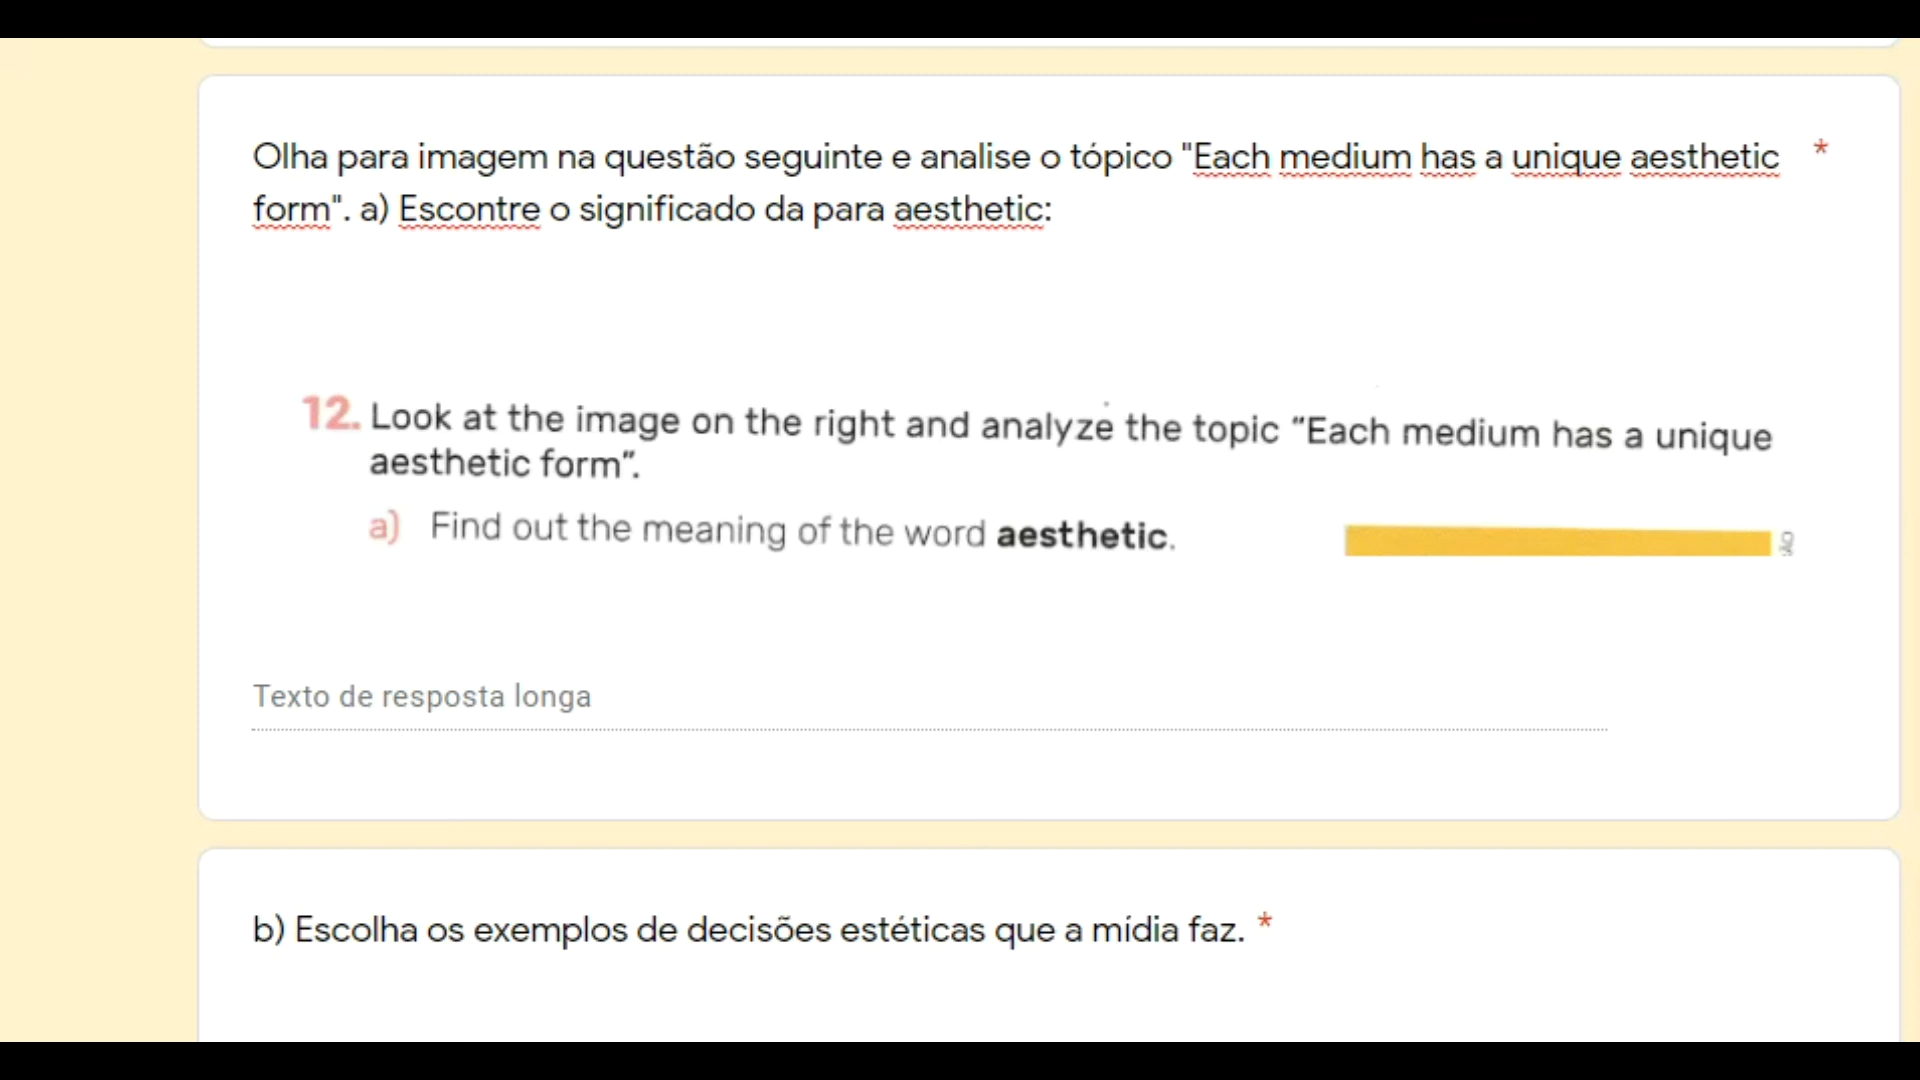 Olha para imagem na questão seguinte e analise o tópico "Each medium has a unique aesthetic *
form". a) Escontre o significado da para aesthetic:
12. Look at the image on the right and analyze the topic “Each medium has a unique
aesthetic form”.
a) Find out the meaning of the word aesthetic.
Texto de resposta longa
b) Escolha os exemplos de decisões estéticas que a mídia faz. *